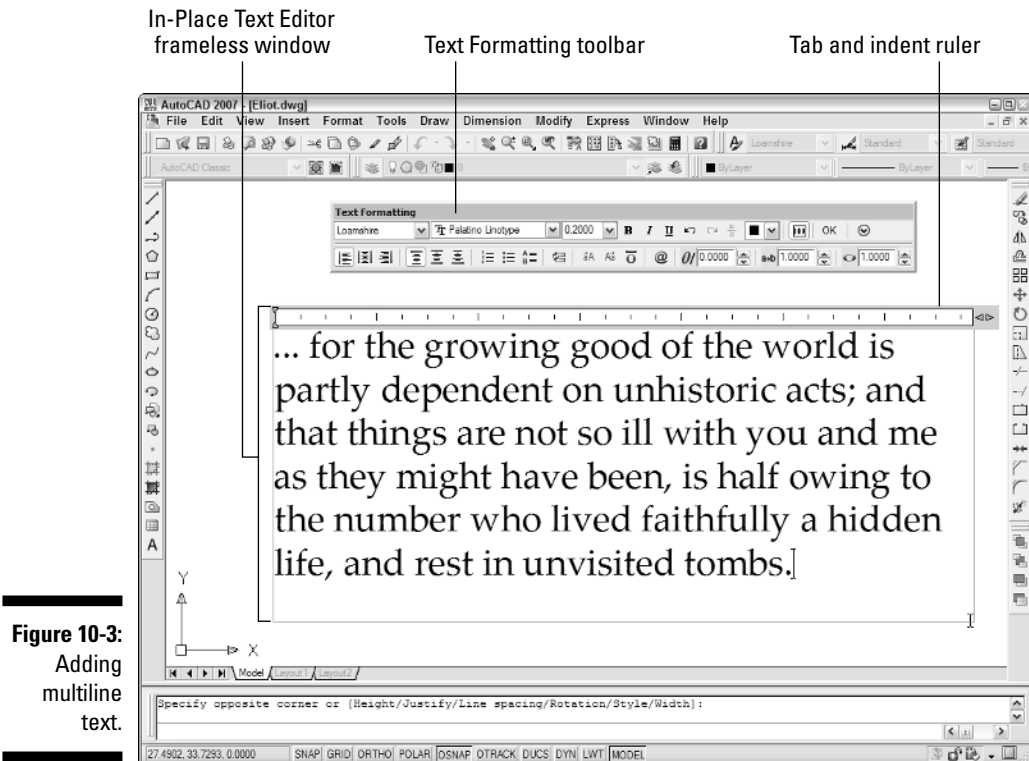 In-Place Text Editor
frameless window
Text Formatting toolbar
Tab and indent ruler
AutoCAD 2007 - [Eliot.dwg]
File Edit View Insert Format Tools Draw Dimension Modify Express Window Help
Loamshire Standard Standard
AutoCAD Classic 0 ByLayer ByLayer
Text Formatting
Loamshire Palatino Linotype 0.2000 B I U OK
@ 0/ 0.0000 a+b 1.0000 1.0000
... for the growing good of the world is
partly dependent on unhistoric acts; and
that things are not so ill with you and me
as they might have been, is half owing to
the number who lived faithfully a hidden
life, and rest in unvisited tombs.
A
Y
X
Model Layout1 Layout2
Specify opposite corner or [Height/Justify/Line spacing/Rotation/Style/Width]:
27.4902, 33.7293, 0.0000 SNAP GRID ORTHO POLAR OSNAP OTRACK DUCS DYN LWT MODEL
Figure 10-3:
Adding
multiline
text.